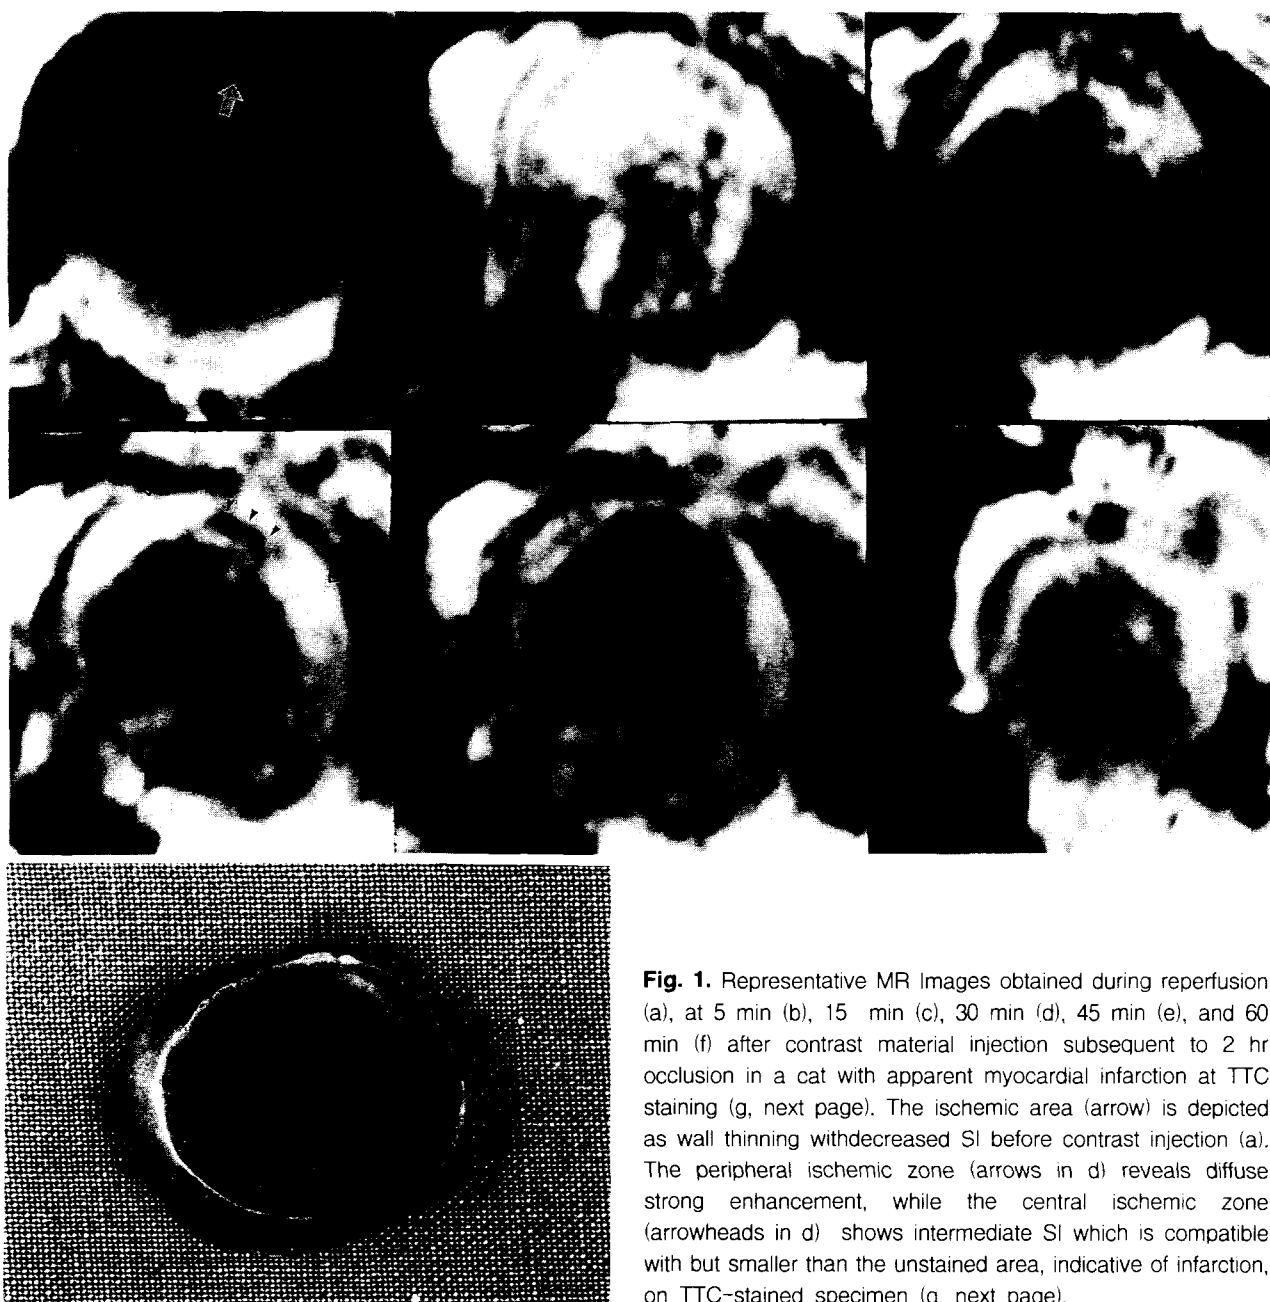 Fig. 1. Representative MR Images obtained during reperfusion
(a), at 5 min (b), 15 min (c), 30 min (d), 45 min (e), and 60
min (f) after contrast material injection subsequent to 2 hr
occlusion in a cat with apparent myocardial infarction at TTC
staining (g, next page). The ischemic area (arrow) is depicted
as wall thinning withdecreased SI before contrast injection (a).
The peripheral ischemic zone (arrows in d) reveals diffuse
strong enhancement, while the central ischemic zone
(arrowheads in d) shows intermediate SI which is compatible
with but smaller than the unstained area, indicative of infarction,
on TTC-stained specimen (g, next page).